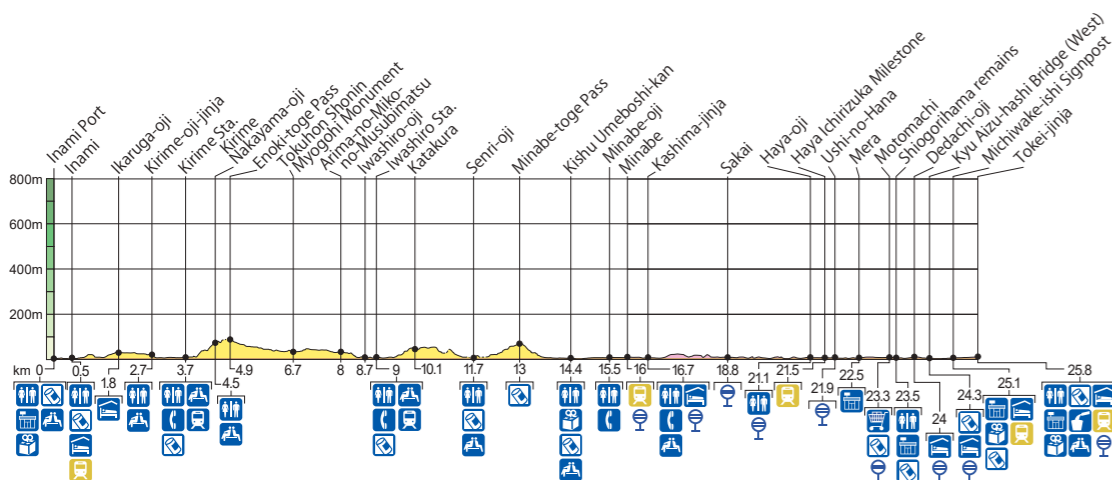 Inami Port
Inami
Ikaruga-oji
Kirime-oji-jinja
Kirime Sta.
Kirime
Nakayama-oji
Enoki-toge Pass
Tokuhon Shonin
Myogohi Monument
Arima-no-Miko-
no-Musubimatsu
Iwashiro-oji
Iwashiro Sta.
Katakura
Senri-oji
Minabe-toge Pass
Kishu Umeboshi-kan
Minabe-oji
Minabe
Kashima-jinja
Sakai
Haya-oji
Haya Ichirizuka Milestone
Ushi-no-Hana
Mera
Motomachi
Shiogorihama remains
Dedachi-oji
Kyu Aizu-hashi Bridge (West)
Michiwake-ishi Signpost
Tokei-jinja
800m
600m
400m
200m
km 0 0.5 1.8 2.7 3.7 4.5 4.9 6.7 8 8.7 9 10.1 11.7 13 14.4 15.5 16 16.7 18.8 21.1 21.5 21.9 22.5 23.3 23.5 24 24.3 25.1 25.8